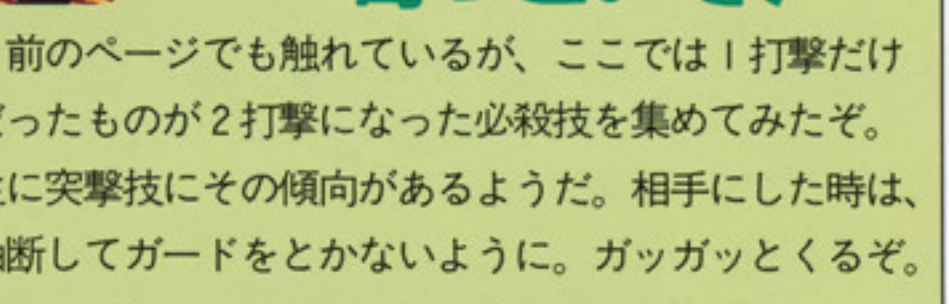 前のページでも触れているが、ここでは1打撃だけ
だったものが2打撃になった必殺技を集めてみたぞ。
に突撃技にその傾向があるようだ。相手にした時は、
油断してガードをとかないように。ガッガッとくるぞ。